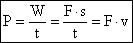 P = W/t = F·s/t = F·v